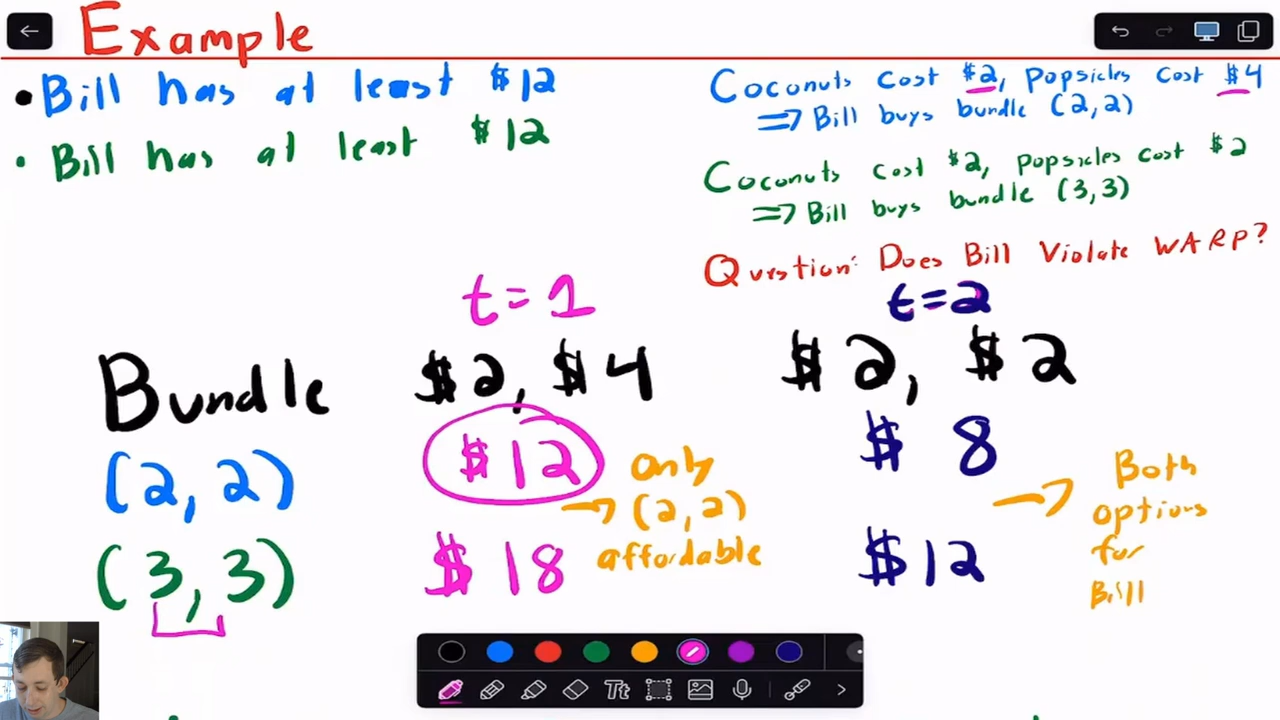 Example
• Bill has at least $12
• Bill has at least $12
Coconuts cost $2, popsicles cost $4
⇒ Bill buys bundle (2,2)
Coconuts cost $2, popsicles cost $2
⇒ Bill buys bundle (3,3)
Question: Does Bill Violate WARP?
t=1
t=2
Bundle $2, $4 $2, $2
(2,2) $12 $8
(3,3) $18 $12
→ only
(2,2)
affordable
→ Both
options
for
Bill
Tt